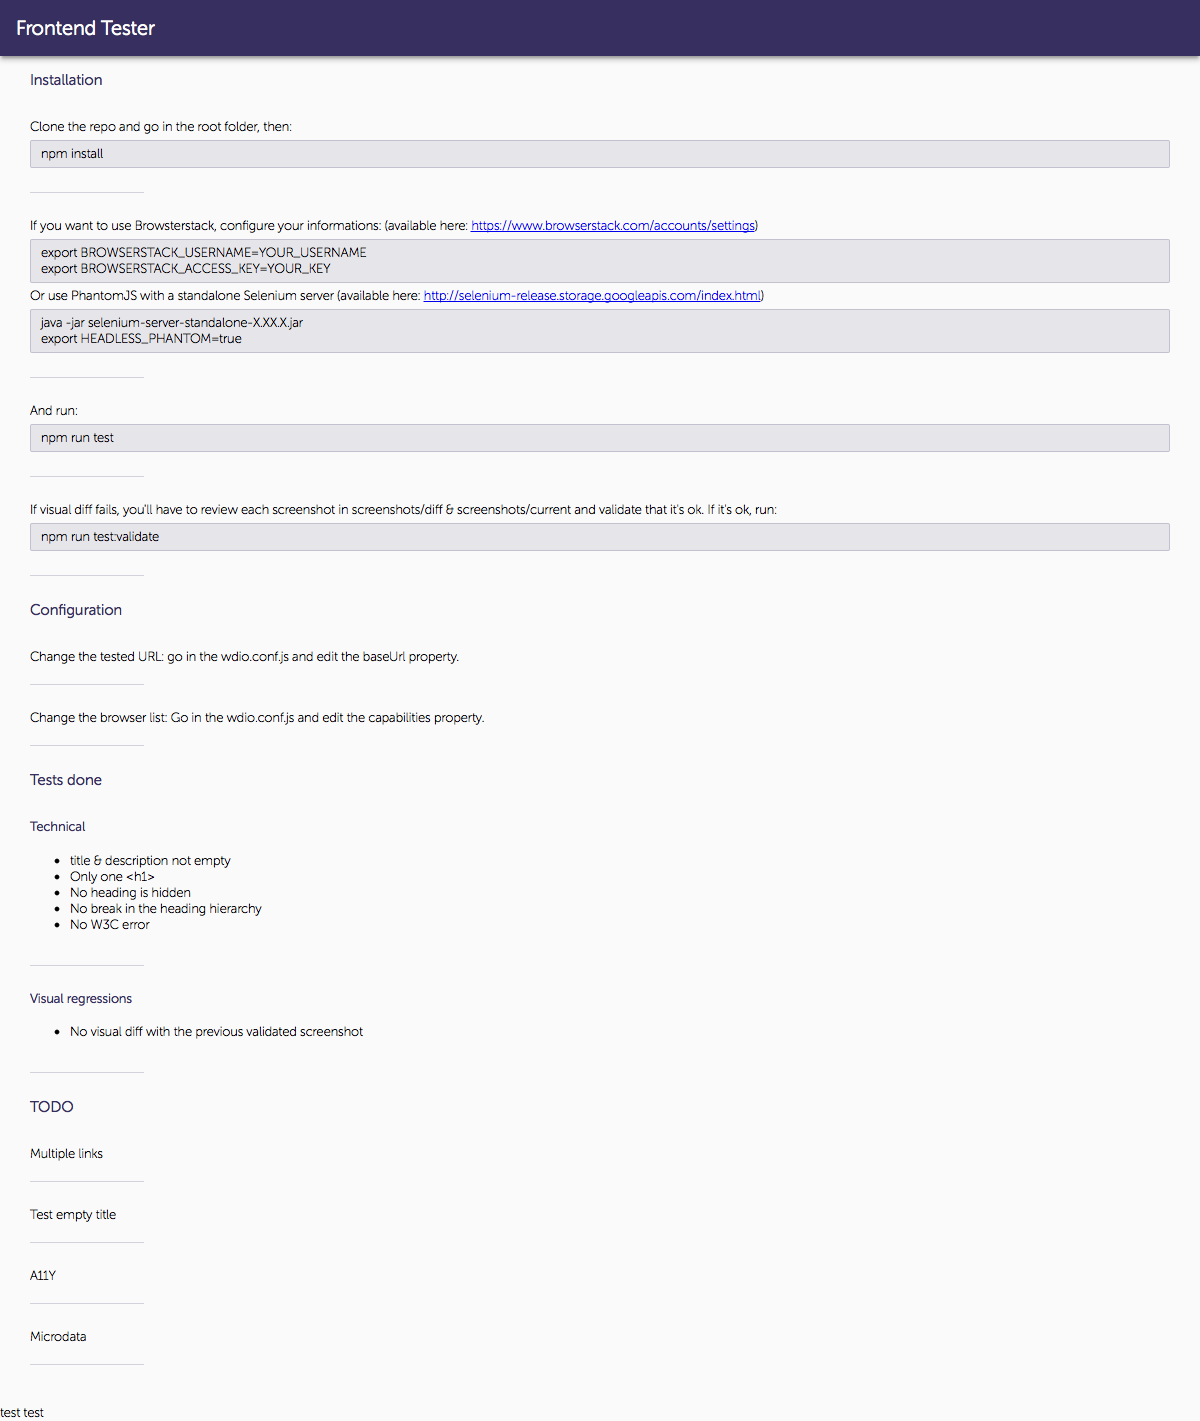 Frontend Tester
Installation
Clone the repo and go in the root folder, then:
npm install
If you want to use Browsterstack, configure your informations: (available here: https://www.browserstack.com/accounts/settings)
export BROWSERSTACK_USERNAME=YOUR_USERNAME
export BROWSERSTACK_ACCESS_KEY=YOUR_KEY
Or use PhantomJS with a standalone Selenium server (available here: http://selenium-release.storage.googleapis.com/index.html)
java -jar selenium-server-standalone-X.XX.X.jar
export HEADLESS_PHANTOM=true
And run:
npm run test
If visual diff fails, you'll have to review each screenshot in screenshots/diff & screenshots/current and validate that it's ok. If it's ok, run:
npm run test:validate
Configuration
Change the tested URL: go in the wdio.conf.js and edit the baseUrl property.
Change the browser list: Go in the wdio.conf.js and edit the capabilities property.
Tests done
Technical
• title & description not empty
• Only one <h1>
• No heading is hidden
• No break in the heading hierarchy
• No W3C error
Visual regressions
• No visual diff with the previous validated screenshot
TODO
Multiple links
Test empty title
A11Y
Microdata
test test